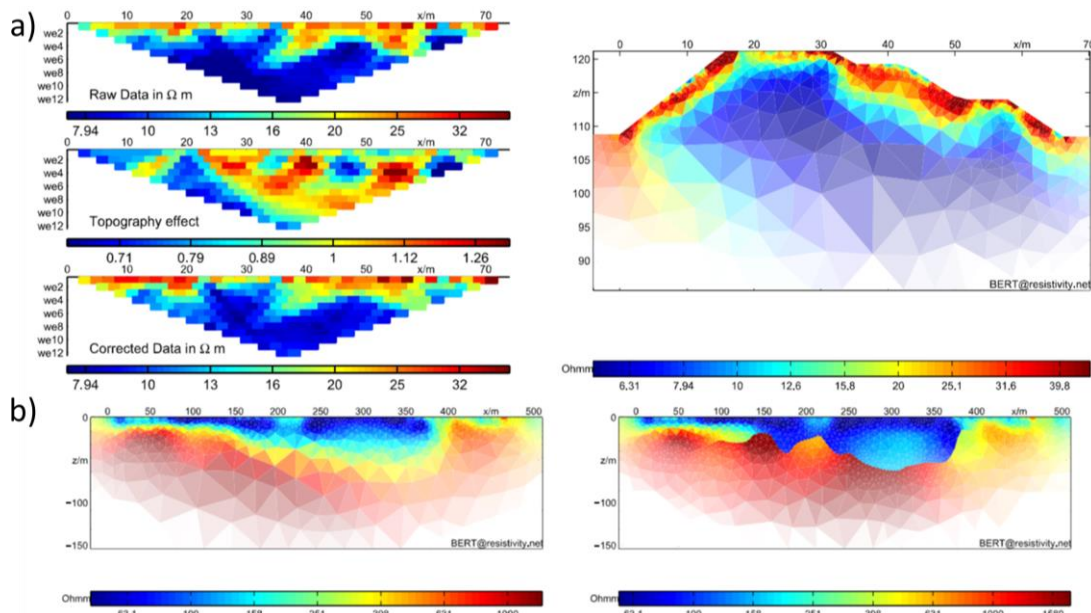 a)
0 10 20 30 40 50 x/m 70
we2
we4
we6
we8
we10
we12
Raw Data in Ω m
7.94 10 13 16 20 25 32
0 10 20 30 40 50 60 x/m 70
we2
we4
we6
we8
we10
we12
Topography effect
0.71 0.79 0.89 1 1.12 1.26
0 10 20 30 40 50 60 x/m 70
we2
we4
we6
we8
we10
we12
Corrected Data in Ω m
7.94 10 13 16 20 25 32
0 10 20 30 40 50 x/m 70
120
z/m
110
105
100
95
90
BERT@resistivity.net
Ohmm
6,31 7,94 10 12,6 15,8 20 25,1 31,6 39,8
b)
0 50 100 150 200 250 300 350 400 x/m 500
0
z/m
−100
−150
BERT@resistivity.net
Ohmm
0 50 100 150 200 250 300 350 400 x/m 500
0
z/m
−100
−150
BERT@resistivity.net
Ohmm